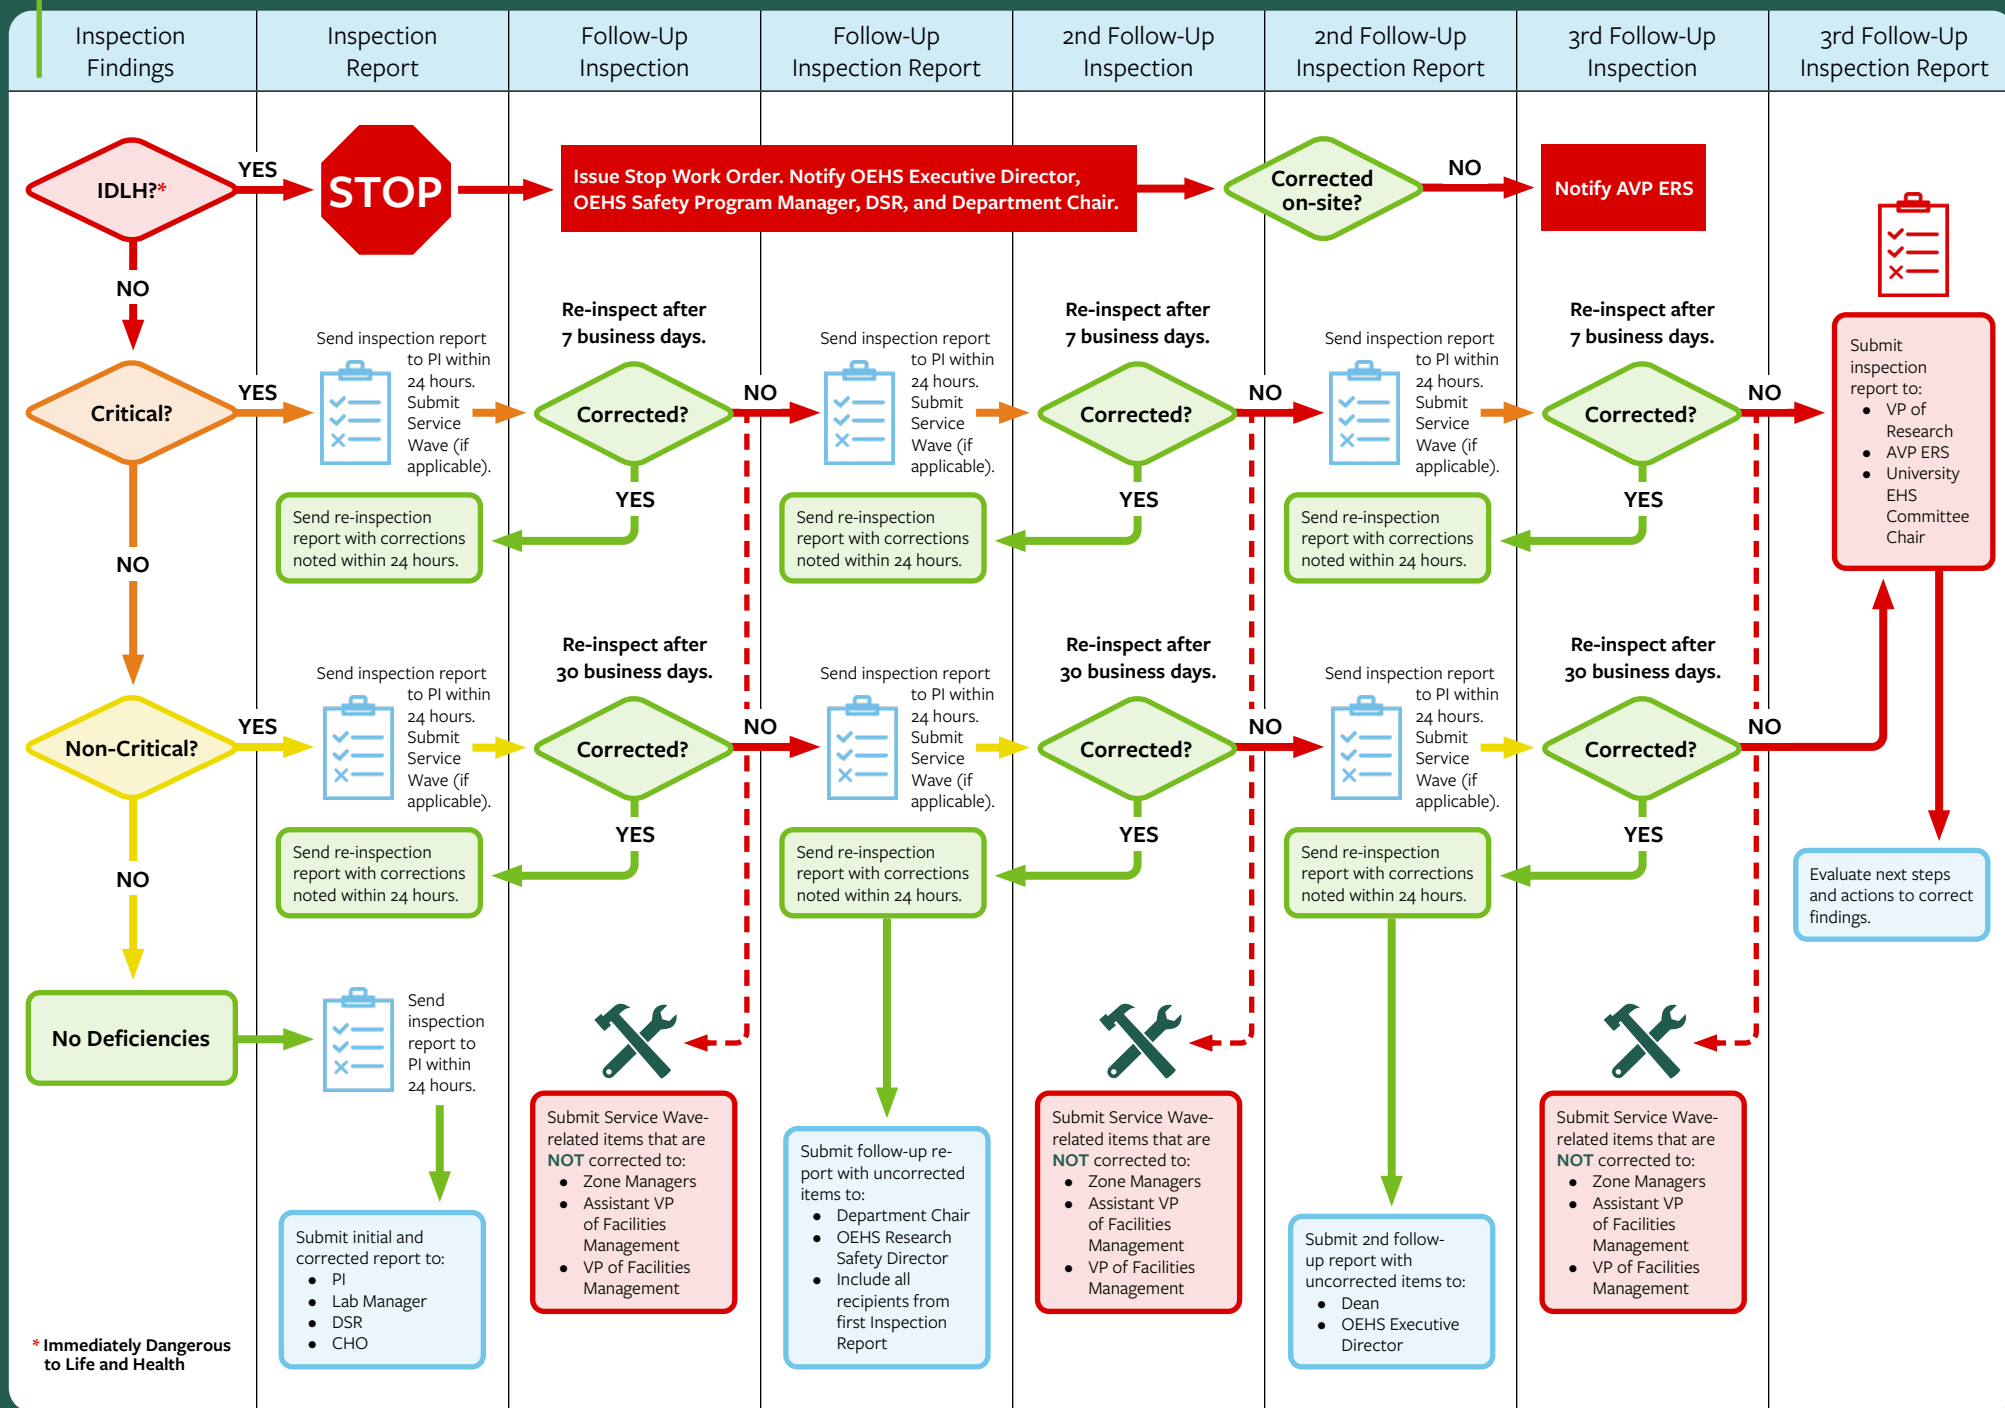 Inspection
Findings
Inspection
Report
Follow-Up
Inspection
Follow-Up
Inspection Report
2nd Follow-Up
Inspection
2nd Follow-Up
Inspection Report
3rd Follow-Up
Inspection
3rd Follow-Up
Inspection Report
IDLH?*
YES
STOP
Issue Stop Work Order. Notify OEHS Executive Director,
OEHS Safety Program Manager, DSR, and Department Chair.
Corrected
on-site?
NO
Notify AVP ERS
NO
Critical?
YES
Send inspection report
to PI within
24 hours.
Submit
Service
Wave (if
applicable).
Re-inspect after
7 business days.
Corrected?
NO
YES
Send re-inspection
report with corrections
noted within 24 hours.
Send inspection report
to PI within
24 hours.
Submit
Service
Wave (if
applicable).
Re-inspect after
7 business days.
Corrected?
NO
YES
Send re-inspection
report with corrections
noted within 24 hours.
Send inspection report
to PI within
24 hours.
Submit
Service
Wave (if
applicable).
Re-inspect after
7 business days.
Corrected?
NO
YES
Send re-inspection
report with corrections
noted within 24 hours.
Submit
inspection
report to:
● VP of
Research
● AVP ERS
● University
EHS
Committee
Chair
NO
Non-Critical?
YES
Send inspection report
to PI within
24 hours.
Submit
Service
Wave (if
applicable).
Re-inspect after
30 business days.
Corrected?
NO
YES
Send re-inspection
report with corrections
noted within 24 hours.
Send inspection report
to PI within
24 hours.
Submit
Service
Wave (if
applicable).
Re-inspect after
30 business days.
Corrected?
NO
YES
Send re-inspection
report with corrections
noted within 24 hours.
Send inspection report
to PI within
24 hours.
Submit
Service
Wave (if
applicable).
Re-inspect after
30 business days.
Corrected?
NO
YES
Send re-inspection
report with corrections
noted within 24 hours.
Evaluate next steps
and actions to correct
findings.
NO
No Deficiencies
Send
inspection
report to
PI within
24 hours.
Submit initial and
corrected report to:
● PI
● Lab Manager
● DSR
● CHO
Submit Service Wave-
related items that are
NOT corrected to:
● Zone Managers
● Assistant VP
of Facilities
Management
● VP of Facilities
Management
Submit follow-up re-
port with uncorrected
items to:
● Department Chair
● OEHS Research
Safety Director
● Include all
recipients from
first Inspection
Report
Submit Service Wave-
related items that are
NOT corrected to:
● Zone Managers
● Assistant VP
of Facilities
Management
● VP of Facilities
Management
Submit 2nd follow-
up report with
uncorrected items to:
● Dean
● OEHS Executive
Director
Submit Service Wave-
related items that are
NOT corrected to:
● Zone Managers
● Assistant VP
of Facilities
Management
● VP of Facilities
Management
* Immediately Dangerous
to Life and Health